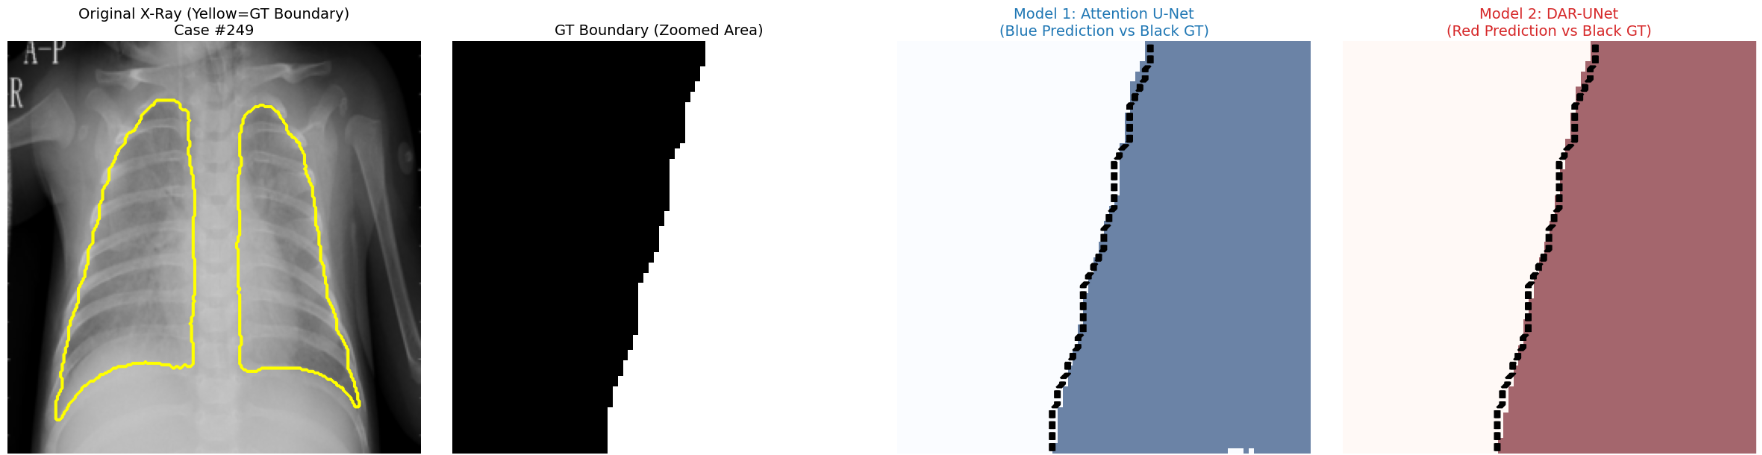 Original X-Ray (Yellow=GT Boundary)
Case #249
A-P
R
GT Boundary (Zoomed Area)
Model 1: Attention U-Net
(Blue Prediction vs Black GT)
Model 2: DAR-UNet
(Red Prediction vs Black GT)